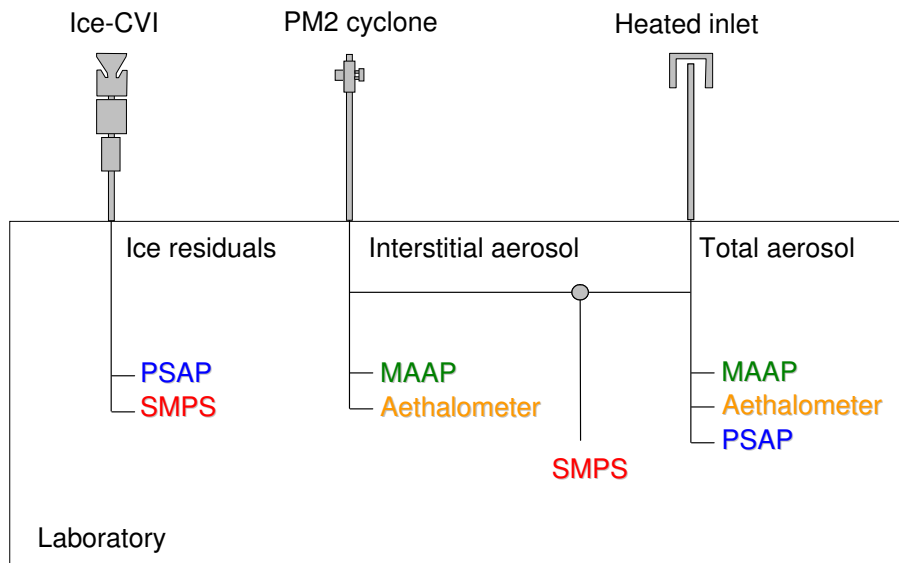 Ice-CVI
PM2 cyclone
Heated inlet
Ice residuals
Interstitial aerosol
Total aerosol
PSAP
SMPS
MAAP
Aethalometer
MAAP
Aethalometer
PSAP
SMPS
Laboratory